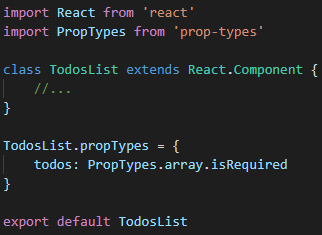 import React from 'react'
import PropTypes from 'prop-types'
class TodosList extends React.Component {
//...
}
TodosList.propTypes = {
todos: PropTypes.array.isRequired
}
export default TodosList